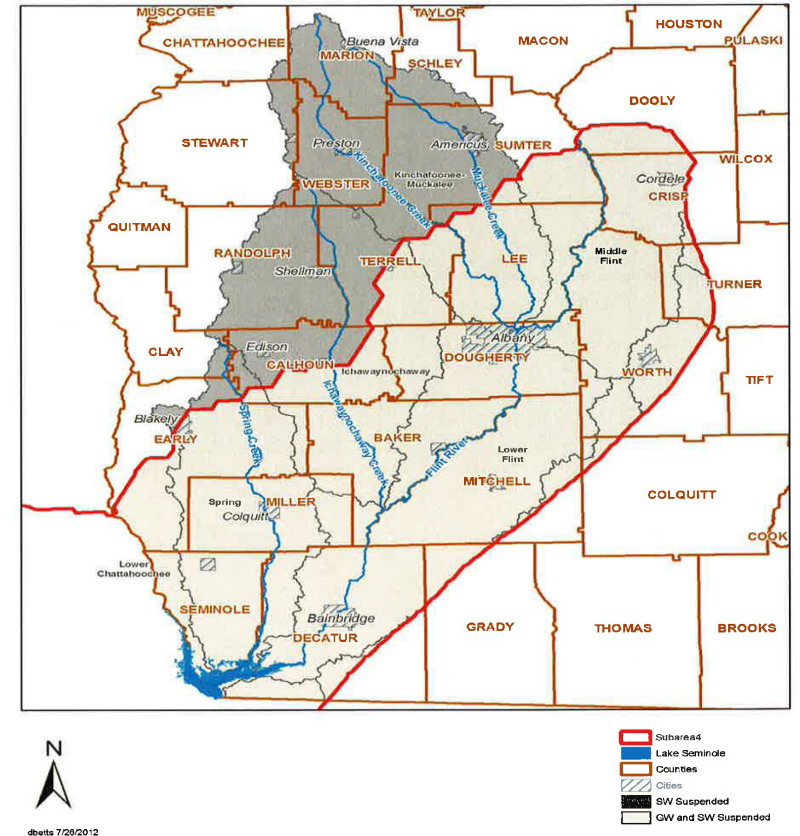 MUSCOGEE
TAYLOR
HOUSTON
CHATTAHOOCHEE
Buena Vista
MARION
MACON
PULASKI
SCHLEY
DOOLY
STEWART
Preston
Americus
SUMTER
WILCOX
Kinchafoonee-
Muckalee
Kinchafoonee Creek
Muckalee Creek
WEBSTER
Cordele
CRISP
QUITMAN
RANDOLPH
Shellman
TERRELL
LEE
Middle
Flint
TURNER
CLAY
Edison
CALHOUN
Ichawaynochaway
Albany
DOUGHERTY
WORTH
TIFT
Blakely
EARLY
Spring Creek
Ichawaynochaway Creek
BAKER
Flint River
Lower
Flint
MITCHELL
COLQUITT
Spring
MILLER
Colquitt
COOK
Lower
Chattahoochee
SEMINOLE
Bainbridge
DECATUR
GRADY
THOMAS
BROOKS
N
Subarea4
Lake Seminole
Counties
Cities
SW Suspended
GW and SW Suspended
dbetts 7/26/2012